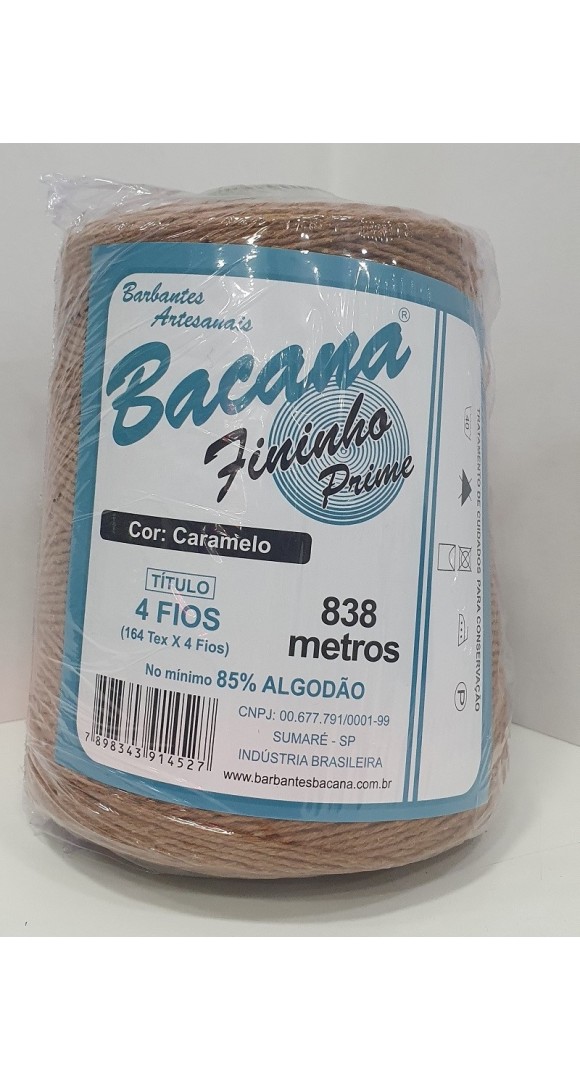 Barbantes
Artesanais
Bacana®
Fininho
Prime
Cor: Caramelo
TÍTULO
4 FIOS
(164 Tex X 4 Fios)
838
metros
No mínimo 85% ALGODÃO
7 898343 914527
CNPJ: 00.677.791/0001-99
SUMARÉ - SP
INDÚSTRIA BRASILEIRA
www.barbantesbacana.com.br
TRATAMENTO DE CUIDADOS PARA CONSERVAÇÃO
40
P